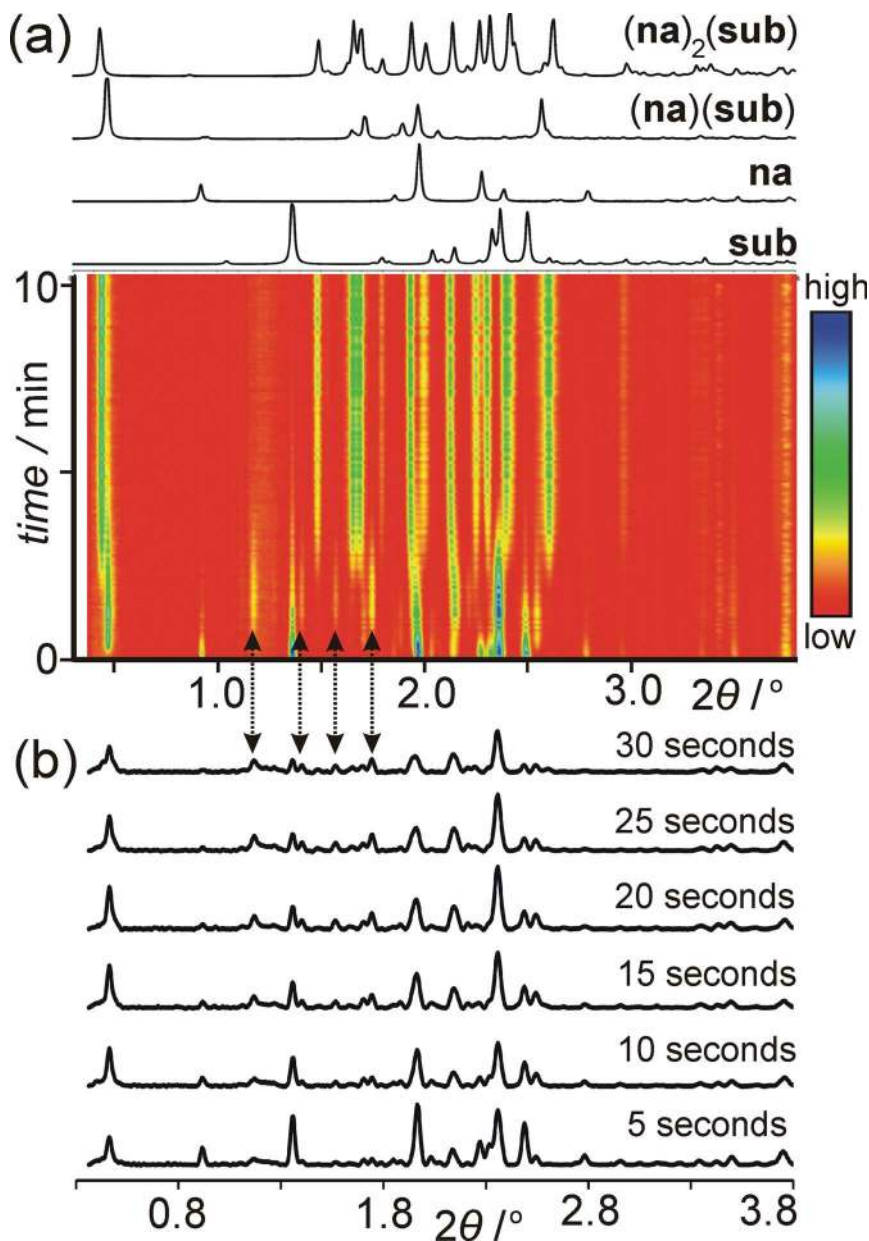 (a)
(na)2(sub)
(na)(sub)
na
sub
10
high
time / min
0
low
1.0 2.0 3.0 2θ / °
(b)
30 seconds
25 seconds
20 seconds
15 seconds
10 seconds
5 seconds
0.8 1.8 2θ / ° 2.8 3.8